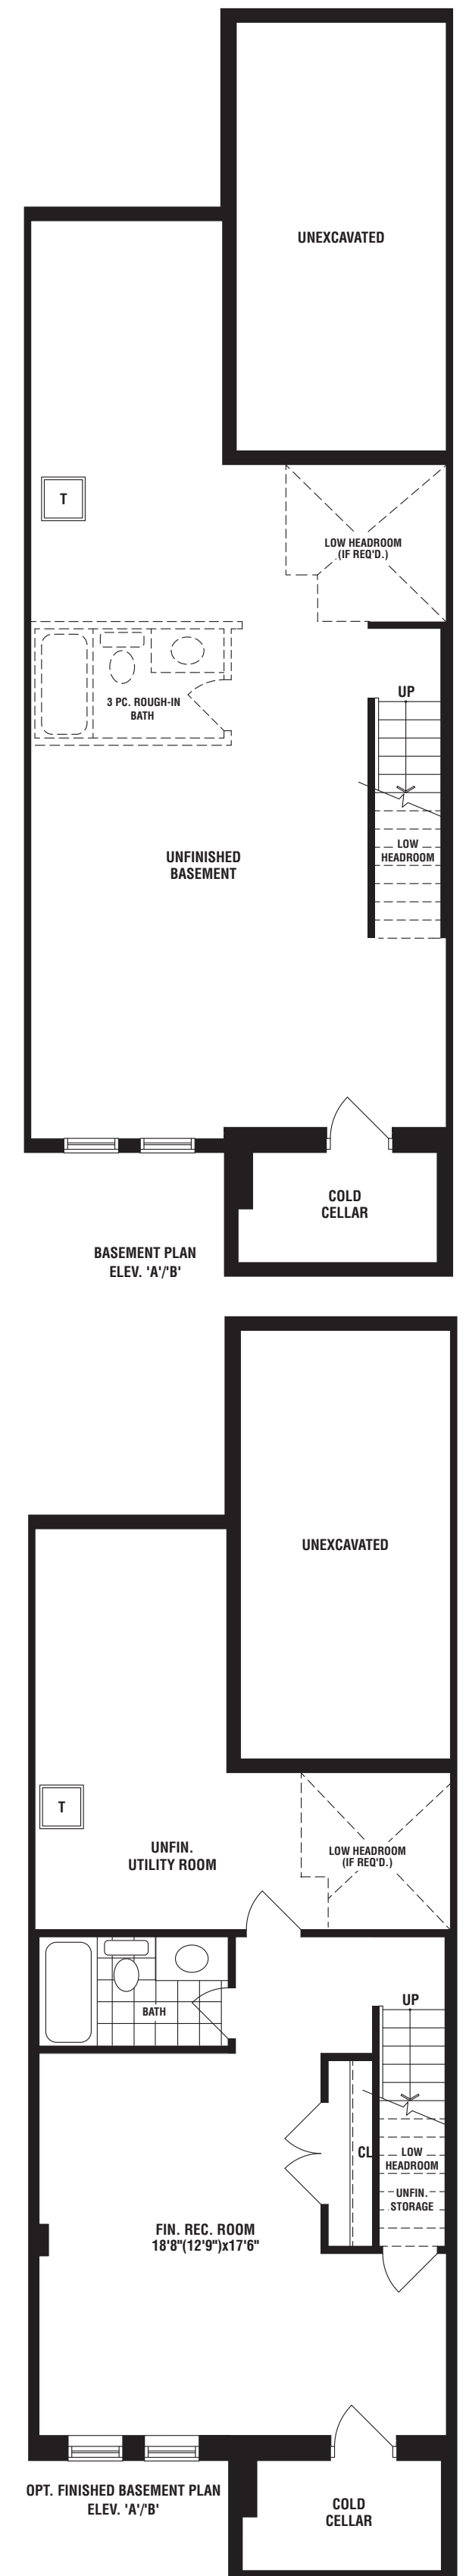 UNEXCAVATED
T
LOW HEADROOM
(IF REQ'D.)
3 PC. ROUGH-IN
BATH
UP
UNFINISHED
BASEMENT
LOW
HEADROOM
COLD
CELLAR
BASEMENT PLAN
ELEV. 'A'/'B'
UNEXCAVATED
T
UNFIN.
UTILITY ROOM
LOW HEADROOM
(IF REQ'D.)
BATH
UP
CL
LOW
HEADROOM
UNFIN.
STORAGE
FIN. REC. ROOM
18'8"(12'9")x17'6"
OPT. FINISHED BASEMENT PLAN
ELEV. 'A'/'B'
COLD
CELLAR